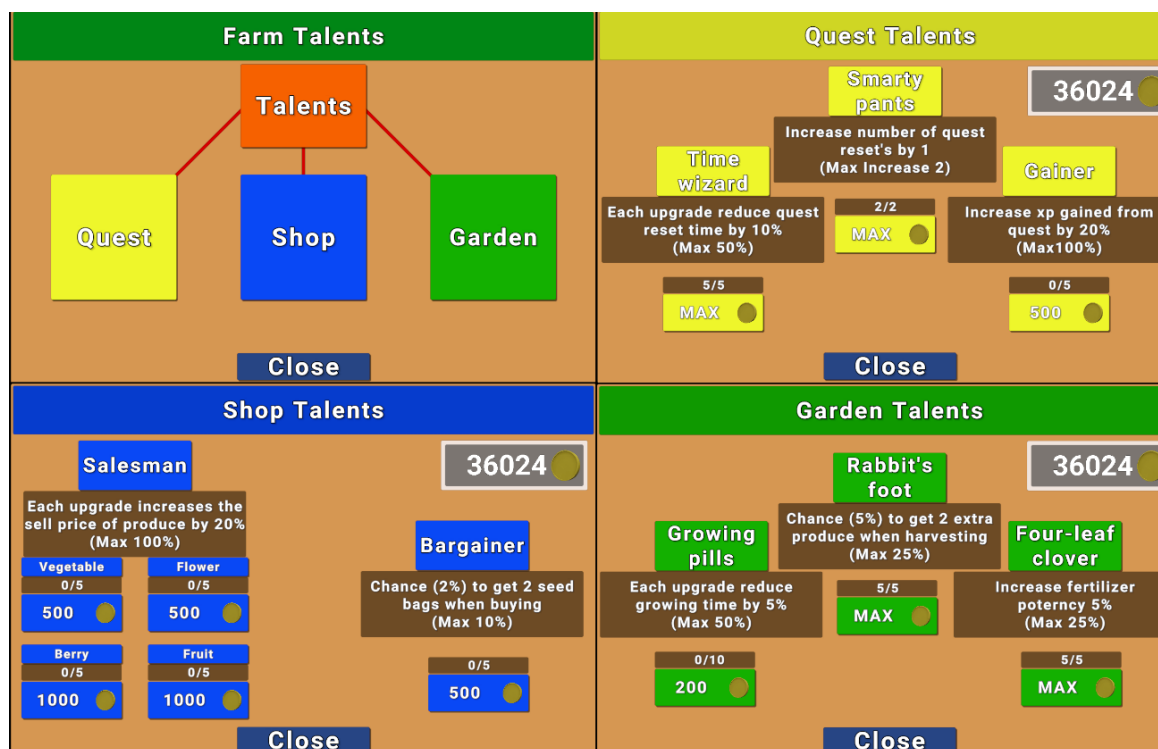 Farm Talents
Talents
Quest
Shop
Garden
Close
Quest Talents
36024
Smarty
pants
Increase number of quest
reset's by 1
(Max Increase 2)
2/2
MAX
Time
wizard
Each upgrade reduce quest
reset time by 10%
(Max 50%)
5/5
MAX
Gainer
Increase xp gained from
quest by 20%
(Max100%)
0/5
500
Close
Shop Talents
36024
Salesman
Each upgrade increases the
sell price of produce by 20%
(Max 100%)
Vegetable
0/5
500
Flower
0/5
500
Berry
0/5
1000
Fruit
0/5
1000
Bargainer
Chance (2%) to get 2 seed
bags when buying
(Max 10%)
0/5
500
Close
Garden Talents
36024
Rabbit's
foot
Chance (5%) to get 2 extra
produce when harvesting
(Max 25%)
5/5
MAX
Growing
pills
Each upgrade reduce
growing time by 5%
(Max 50%)
0/10
200
Four-leaf
clover
Increase fertilizer
poterncy 5%
(Max 25%)
5/5
MAX
Close